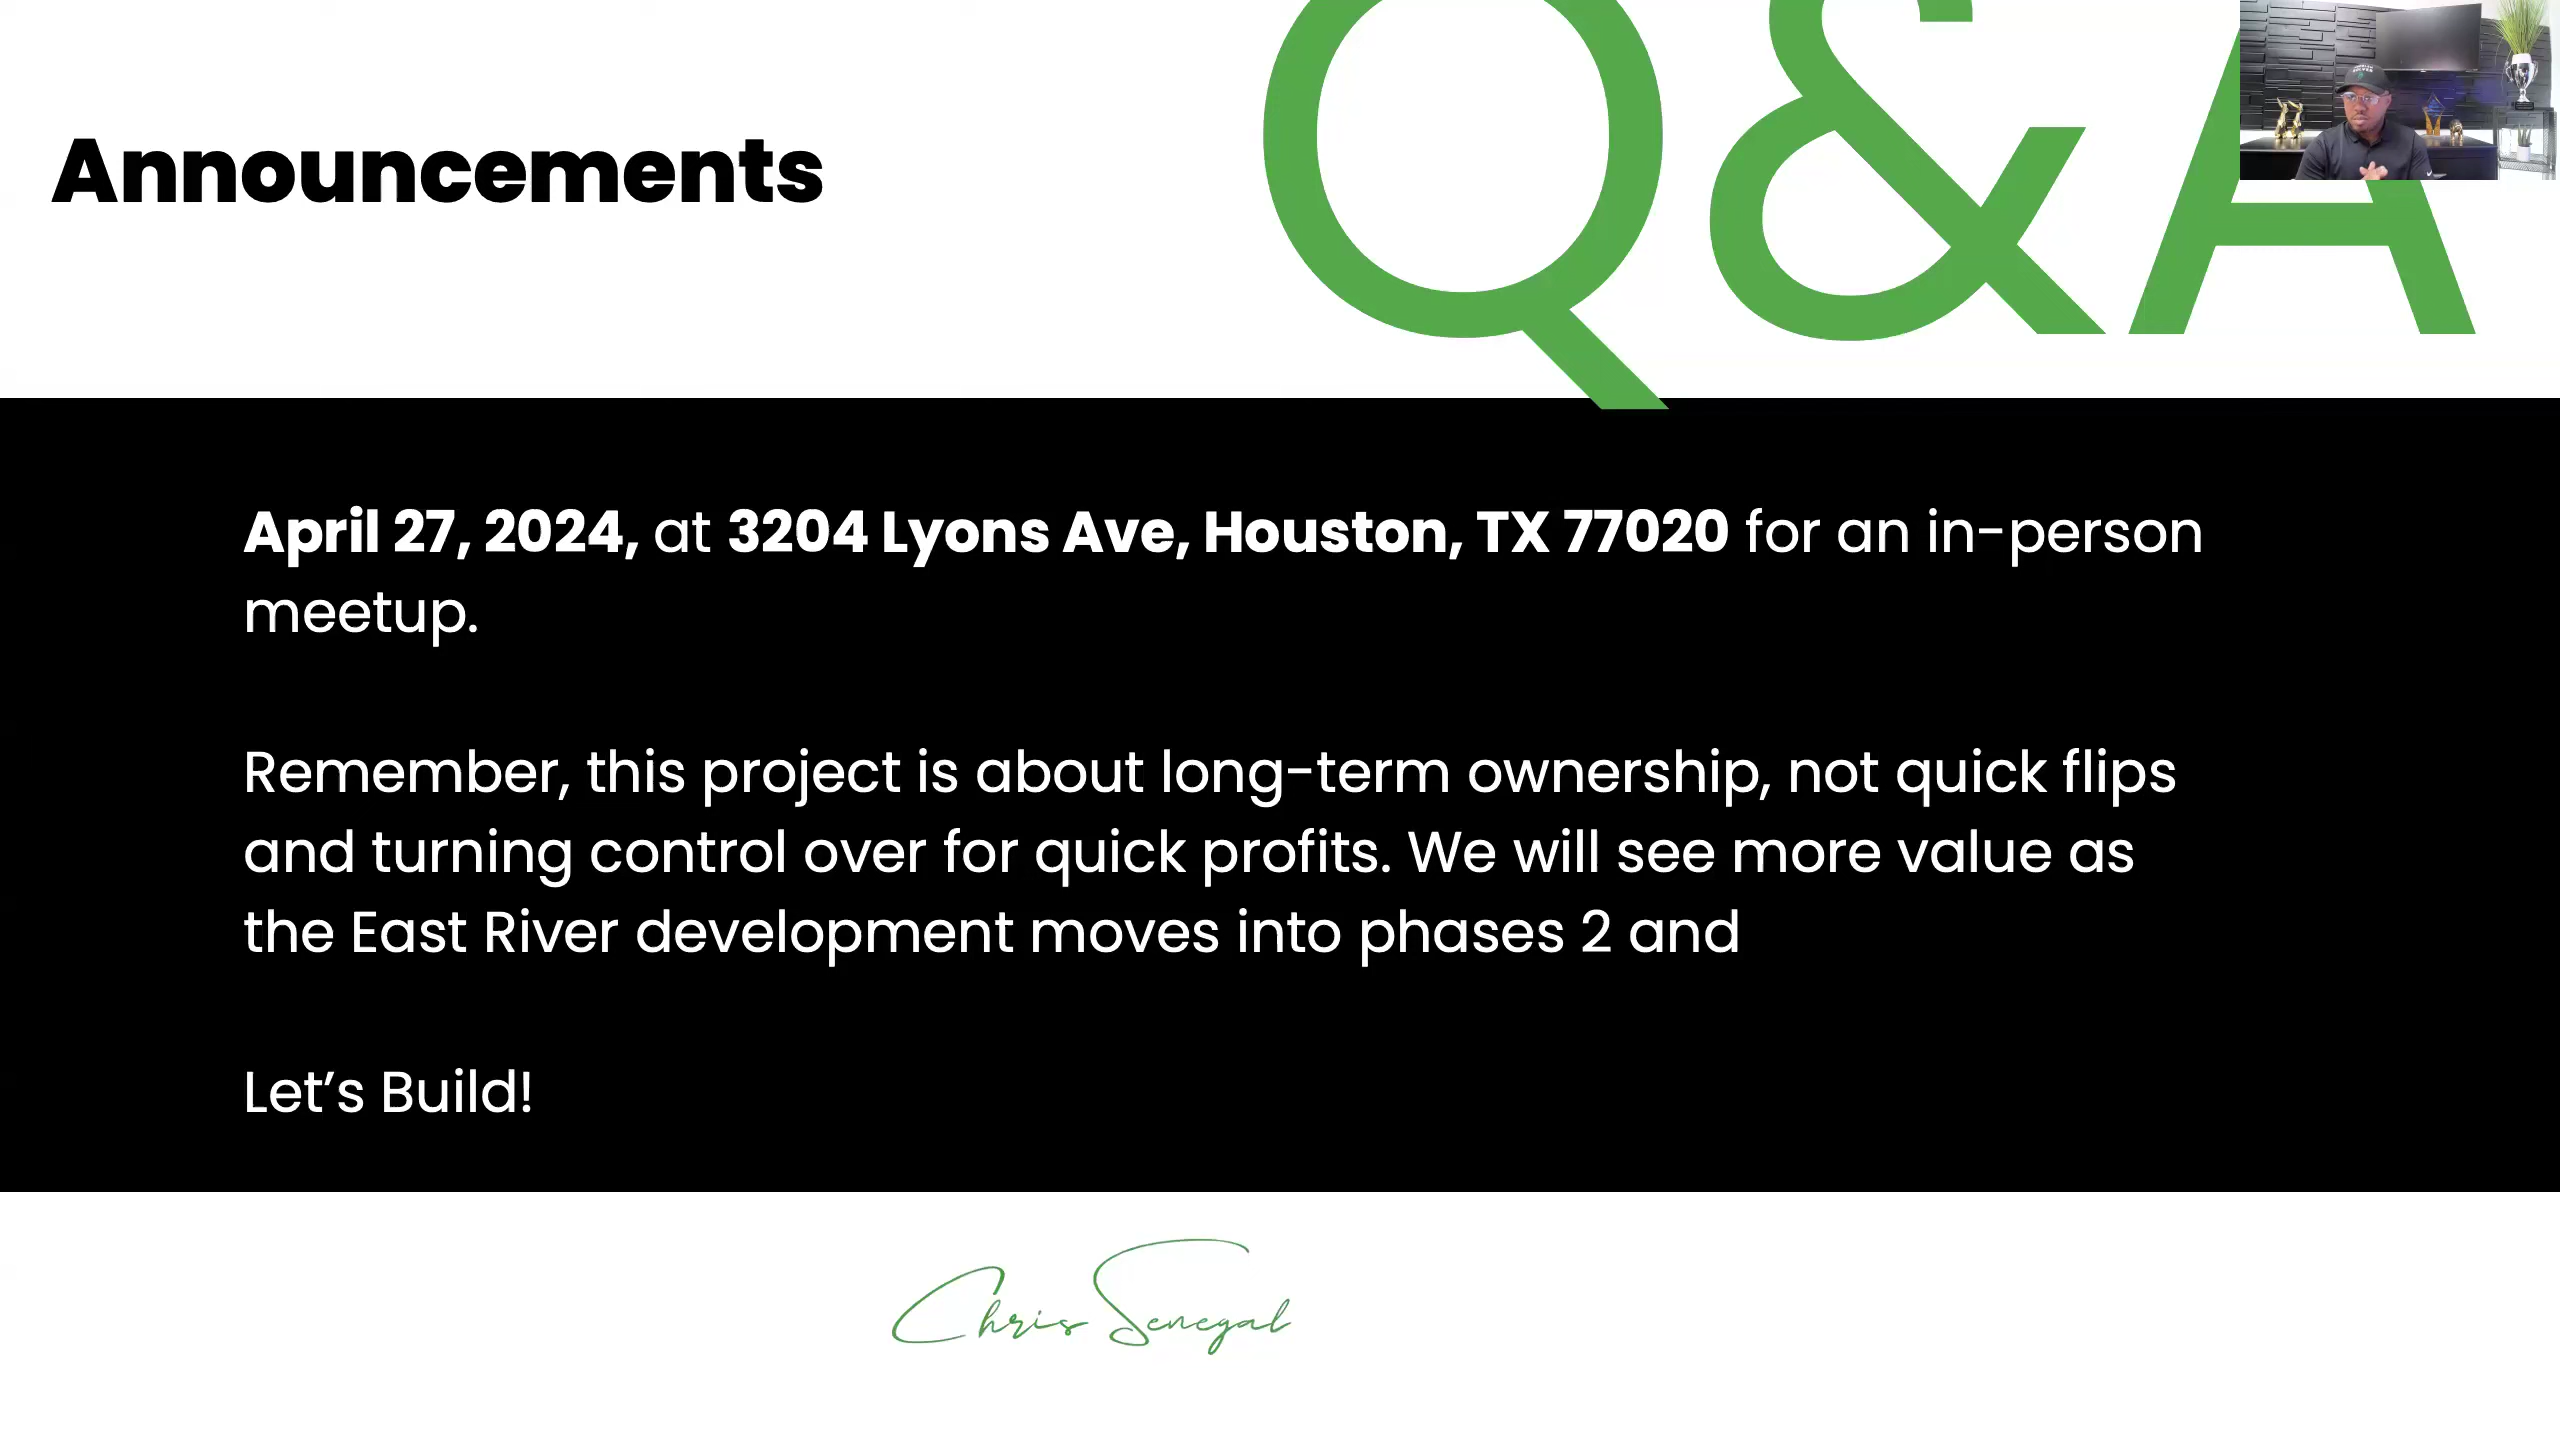 Q&A
Announcements
April 27, 2024, at 3204 Lyons Ave, Houston, TX 77020 for an in-person
meetup.
Remember, this project is about long-term ownership, not quick flips
and turning control over for quick profits. We will see more value as
the East River development moves into phases 2 and
Let’s Build!
Chris Senegal